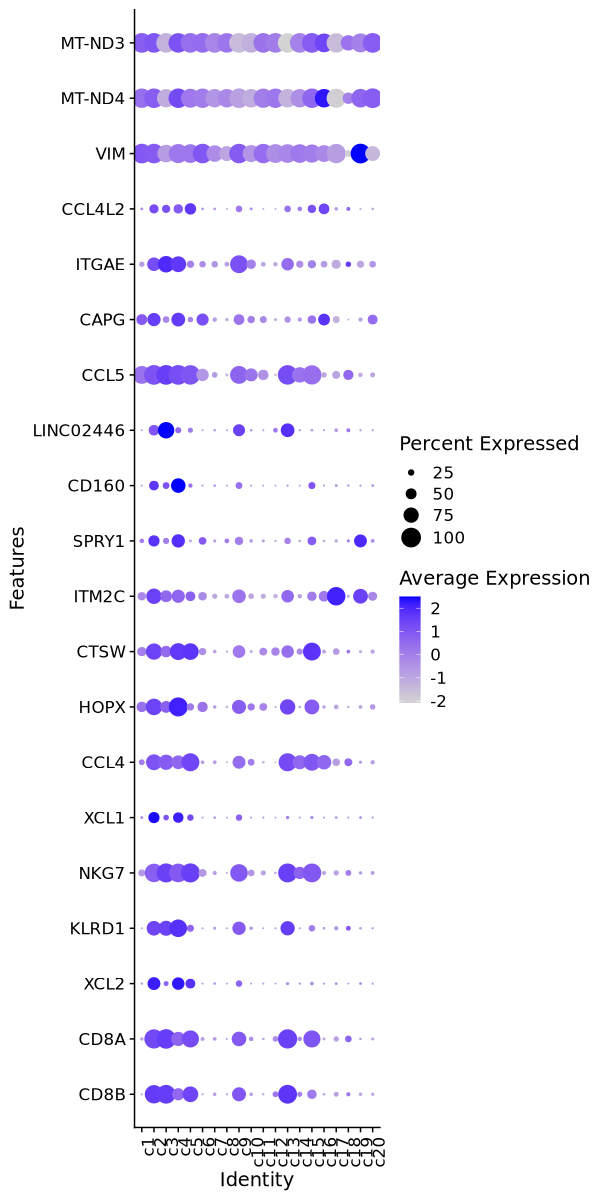 MT-ND3
MT-ND4
VIM
CCL4L2
ITGAE
CAPG
CCL5
LINC02446
CD160
SPRY1
ITM2C
CTSW
HOPX
CCL4
XCL1
NKG7
KLRD1
XCL2
CD8A
CD8B
Features
c1 c2 c3 c4 c5 c6 c7 c8 c9 c10 c11 c12 c13 c14 c15 c16 c17 c18 c19 c20
Identity
Percent Expressed
25
50
75
100
Average Expression
2
1
0
-1
-2